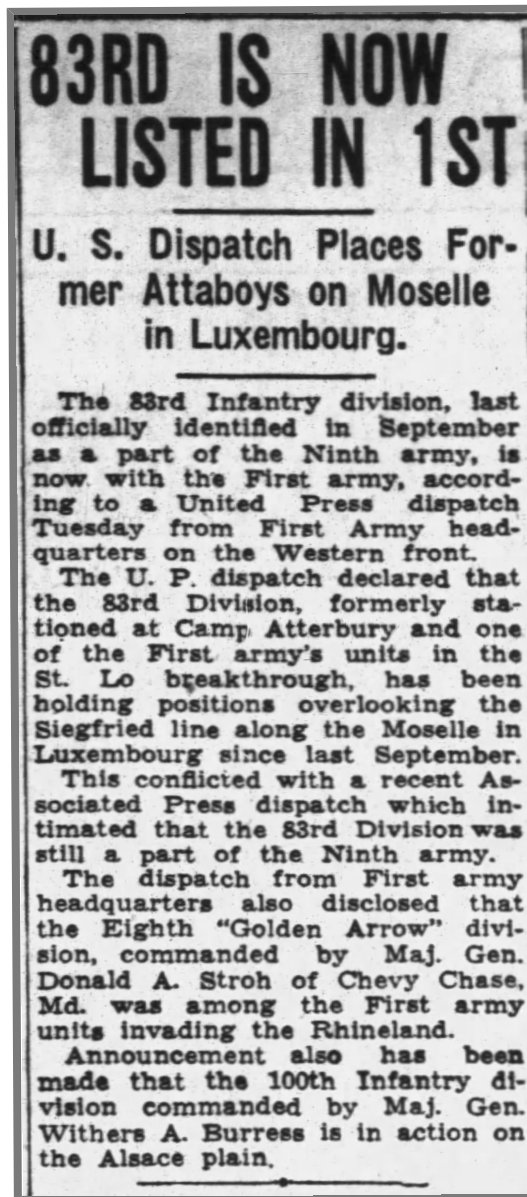 83RD IS NOW
LISTED IN 1ST
U. S. Dispatch Places For-
mer Attaboys on Moselle
in Luxembourg.
The 83rd Infantry division, last
officially identified in September
as a part of the Ninth army, is
now with the First army, accord-
ing to a United Press dispatch
Tuesday from First Army head-
quarters on the Western front.
The U. P. dispatch declared that
the 83rd Division, formerly sta-
tioned at Camp Atterbury and one
of the First army's units in the
St. Lo breakthrough, has been
holding positions overlooking the
Siegfried line along the Moselle in
Luxembourg since last September.
This conflicted with a recent As-
sociated Press dispatch which in-
timated that the 83rd Division was
still a part of the Ninth army.
The dispatch from First army
headquarters also disclosed that
the Eighth "Golden Arrow" divi-
sion, commanded by Maj. Gen.
Donald A. Stroh of Chevy Chase,
Md. was among the First army
units invading the Rhineland.
Announcement also has been
made that the 100th Infantry di-
vision commanded by Maj. Gen.
Withers A. Burress is in action on
the Alsace plain.